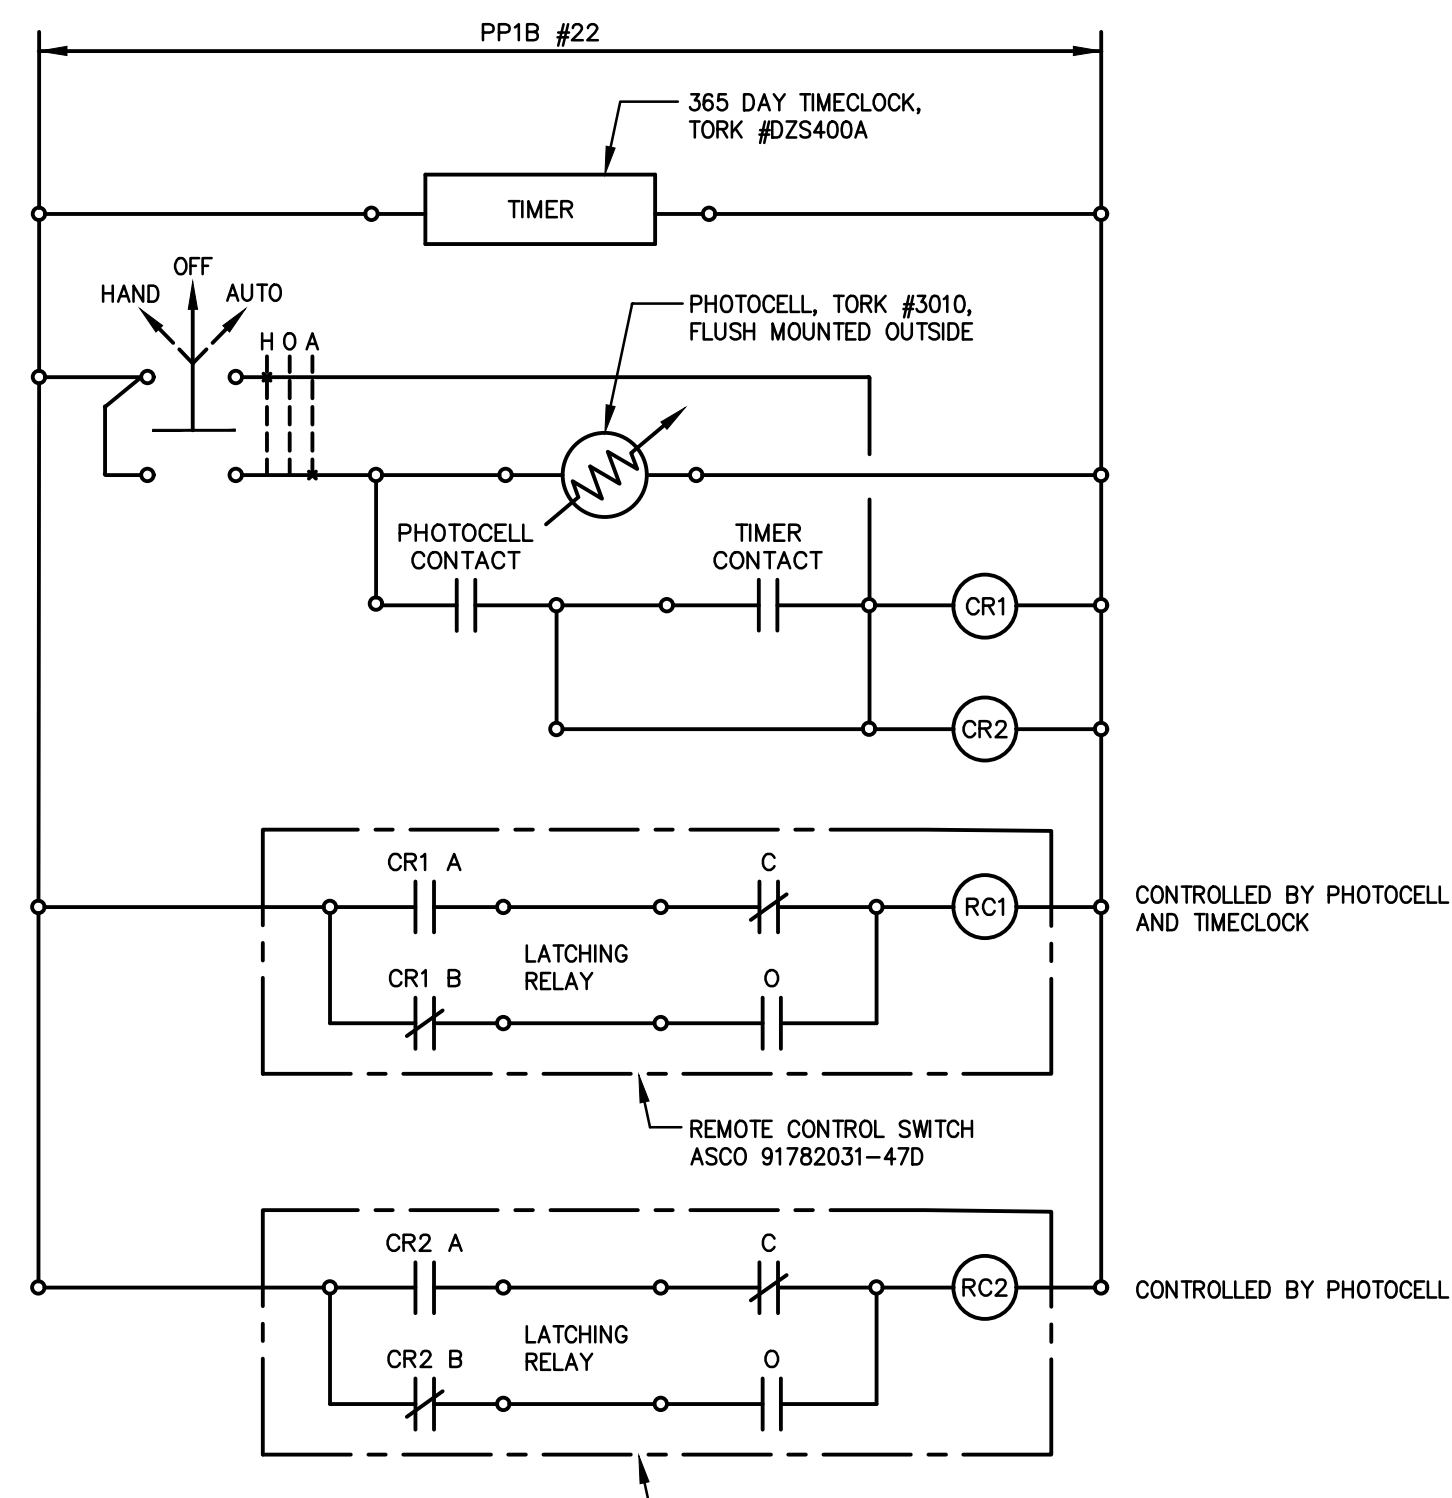 PP1B #22
365 DAY TIMECLOCK,
TORK #DZS400A
TIMER
OFF
HAND
AUTO
H O A
PHOTOCELL, TORK #3010,
FLUSH MOUNTED OUTSIDE
PHOTOCELL
CONTACT
TIMER
CONTACT
CR1
CR2
CR1 A
C
RC1
CONTROLLED BY PHOTOCELL
AND TIMECLOCK
LATCHING
RELAY
CR1 B
O
REMOTE CONTROL SWITCH
ASCO 91782031-47D
CR2 A
C
RC2
CONTROLLED BY PHOTOCELL
LATCHING
RELAY
CR2 B
O